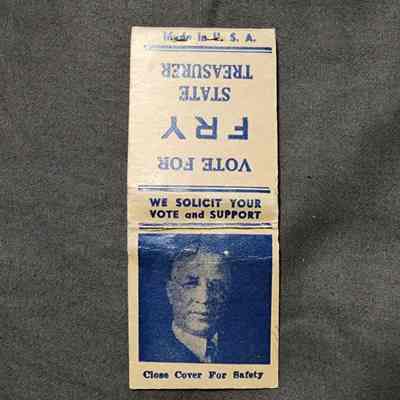 Made in U. S. A.
VOTE FOR
FRY
STATE
TREASURER
WE SOLICIT YOUR
VOTE and SUPPORT
Close Cover For Safety